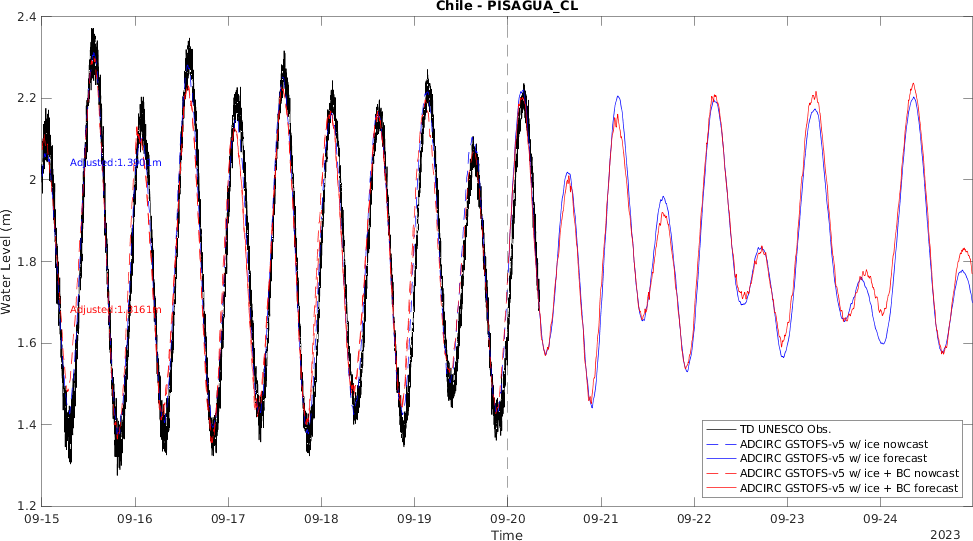 Chile - PISAGUA_CL
2.4
2.2
2
1.8
1.6
1.4
1.2
Water Level (m)
Adjusted:1.3161m
09-15
09-16
09-17
09-18
09-19
09-20
09-21
09-22
09-23
09-24
Time
2023
TD UNESCO Obs.
ADCIRC GSTOFS-v5 w/ ice nowcast
ADCIRC GSTOFS-v5 w/ ice forecast
ADCIRC GSTOFS-v5 w/ ice + BC nowcast
ADCIRC GSTOFS-v5 w/ ice + BC forecast